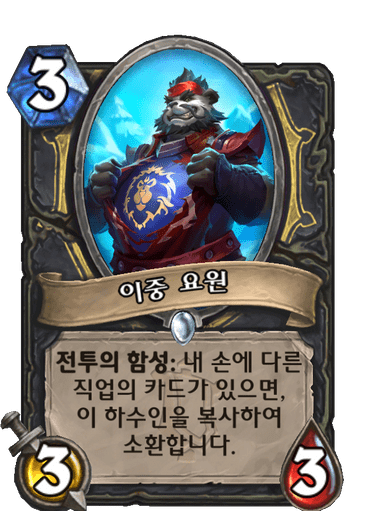 3
이중 요원
전투의 함성: 내 손에 다른
직업의 카드가 있으면,
이 하수인을 복사하여
소환합니다.
3
3